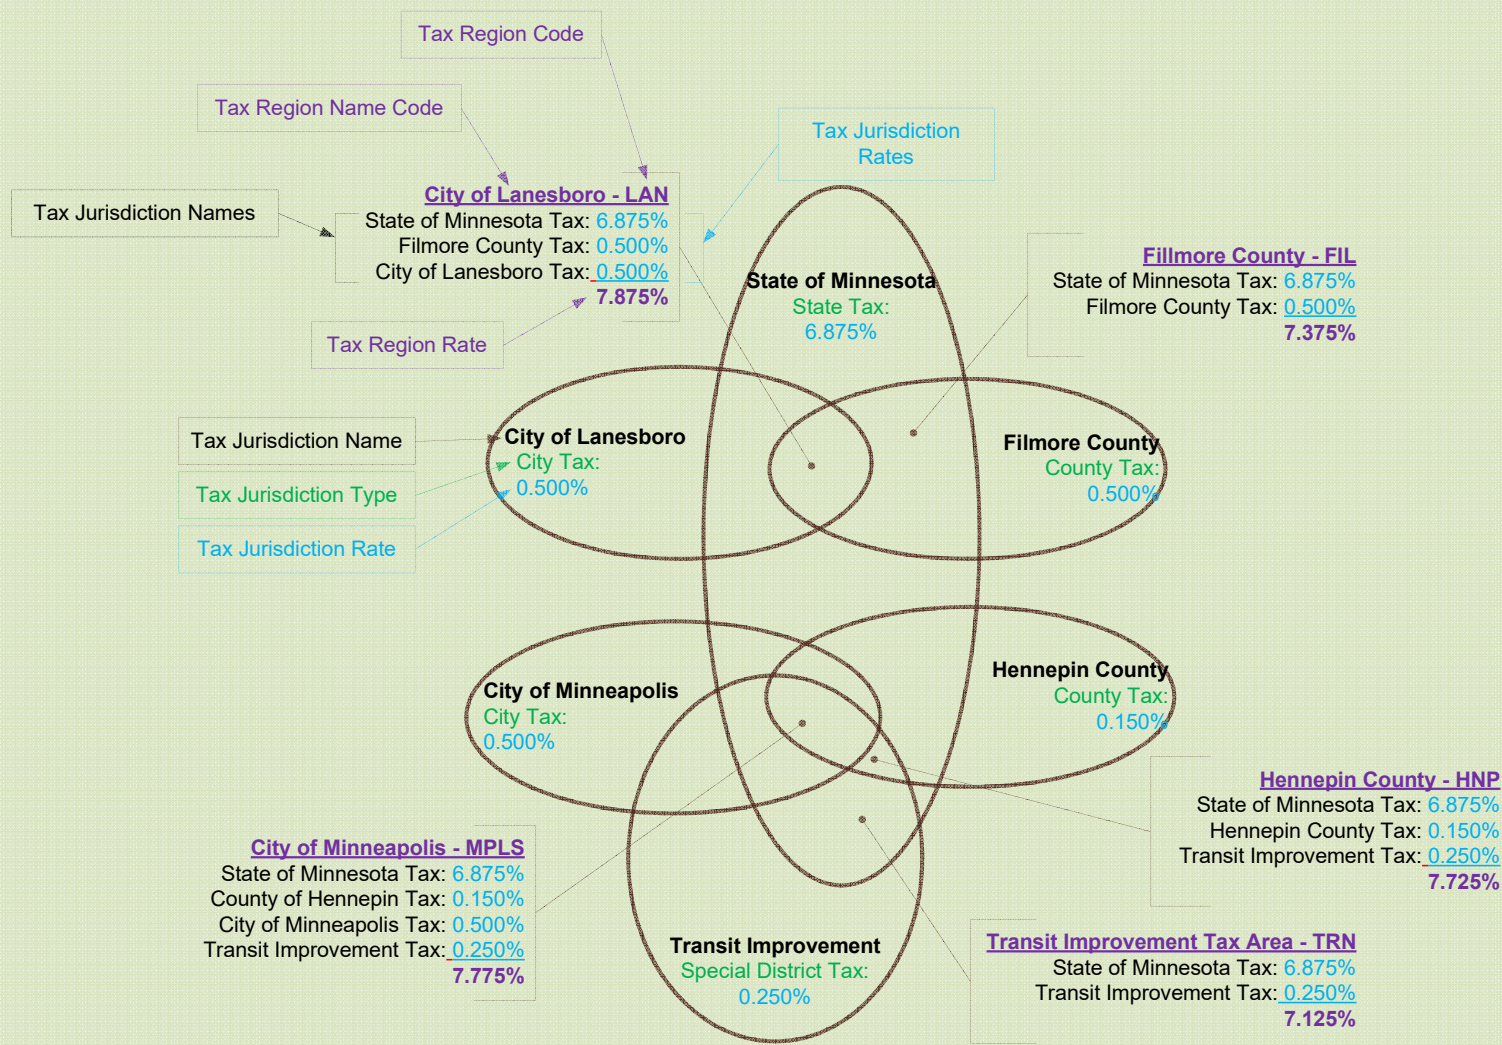 Tax Region Code
Tax Region Name Code
Tax Jurisdiction
Rates
Tax Jurisdiction Names
City of Lanesboro - LAN
State of Minnesota Tax: 6.875%
Filmore County Tax: 0.500%
City of Lanesboro Tax: 0.500%
7.875%
Tax Region Rate
State of Minnesota
State Tax:
6.875%
Fillmore County - FIL
State of Minnesota Tax: 6.875%
Filmore County Tax: 0.500%
7.375%
Tax Jurisdiction Name
Tax Jurisdiction Type
Tax Jurisdiction Rate
City of Lanesboro
City Tax:
0.500%
Filmore County
County Tax:
0.500%
City of Minneapolis
City Tax:
0.500%
Hennepin County
County Tax:
0.150%
Hennepin County - HNP
State of Minnesota Tax: 6.875%
Hennepin County Tax: 0.150%
Transit Improvement Tax: 0.250%
7.725%
City of Minneapolis - MPLS
State of Minnesota Tax: 6.875%
County of Hennepin Tax: 0.150%
City of Minneapolis Tax: 0.500%
Transit Improvement Tax: 0.250%
7.775%
Transit Improvement
Special District Tax:
0.250%
Transit Improvement Tax Area - TRN
State of Minnesota Tax: 6.875%
Transit Improvement Tax: 0.250%
7.125%